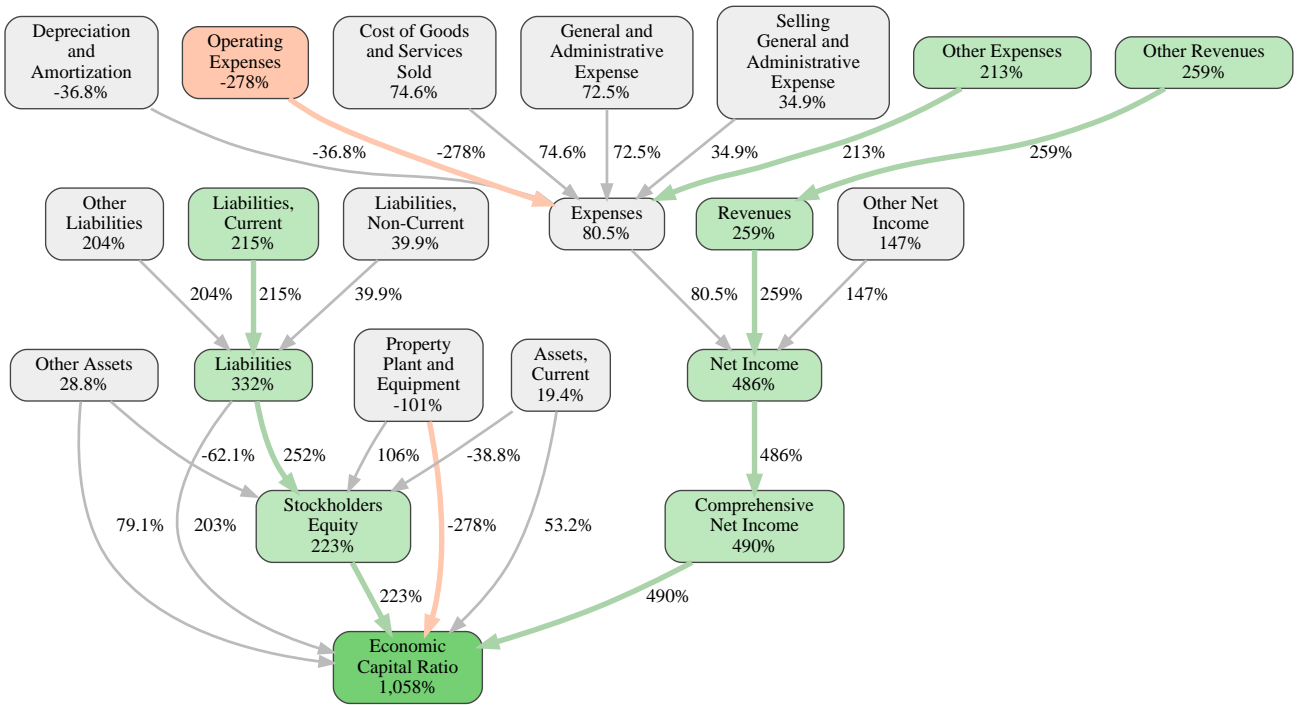 Depreciation
and
Amortization
-36.8%
Operating
Expenses
-278%
Cost of Goods
and Services
Sold
74.6%
General and
Administrative
Expense
72.5%
Selling
General and
Administrative
Expense
34.9%
Other Expenses
213%
Other Revenues
259%
-36.8%
-278%
74.6%
72.5%
34.9%
213%
259%
Other
Liabilities
204%
Liabilities,
Current
215%
Liabilities,
Non-Current
39.9%
Expenses
80.5%
Revenues
259%
Other Net
Income
147%
204%
215%
39.9%
80.5%
259%
147%
Other Assets
28.8%
Liabilities
332%
Property
Plant and
Equipment
-101%
Assets,
Current
19.4%
Net Income
486%
-62.1%
252%
106%
-38.8%
486%
79.1%
203%
Stockholders
Equity
223%
-278%
53.2%
Comprehensive
Net Income
490%
223%
490%
Economic
Capital Ratio
1,058%